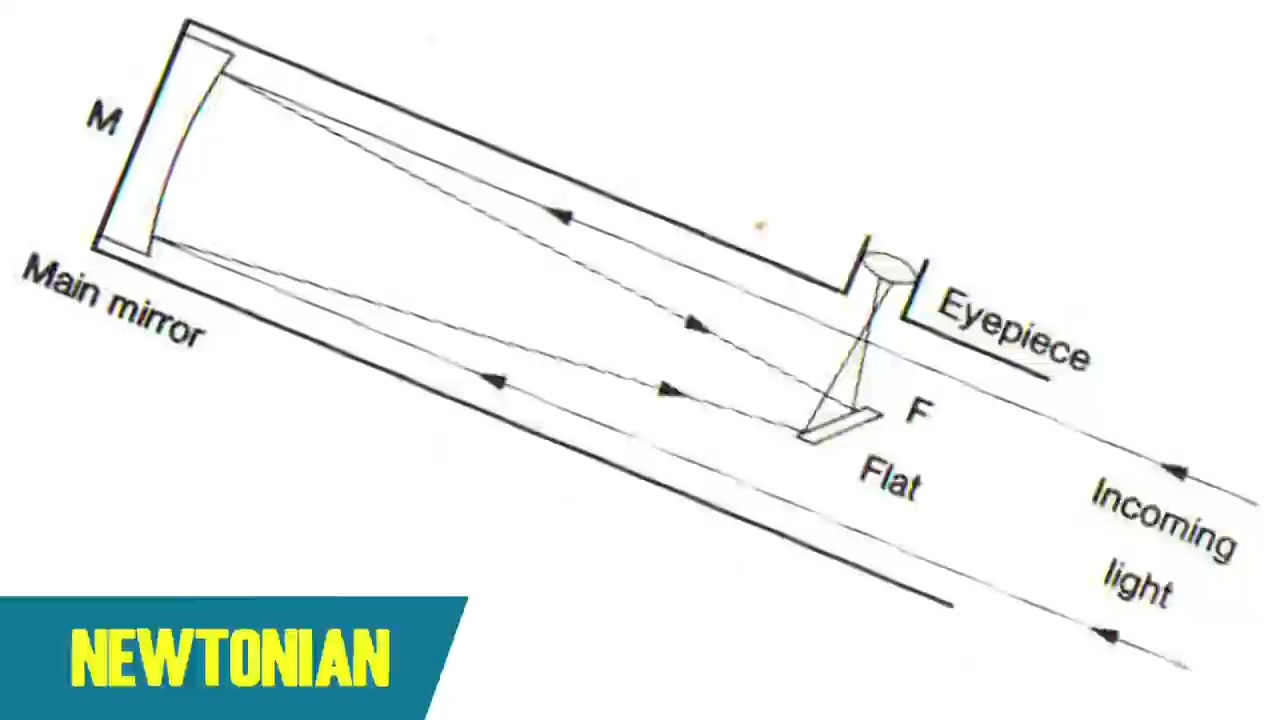 M
Main mirror
Eyepiece
F
Flat
Incoming
light
NEWTONIAN